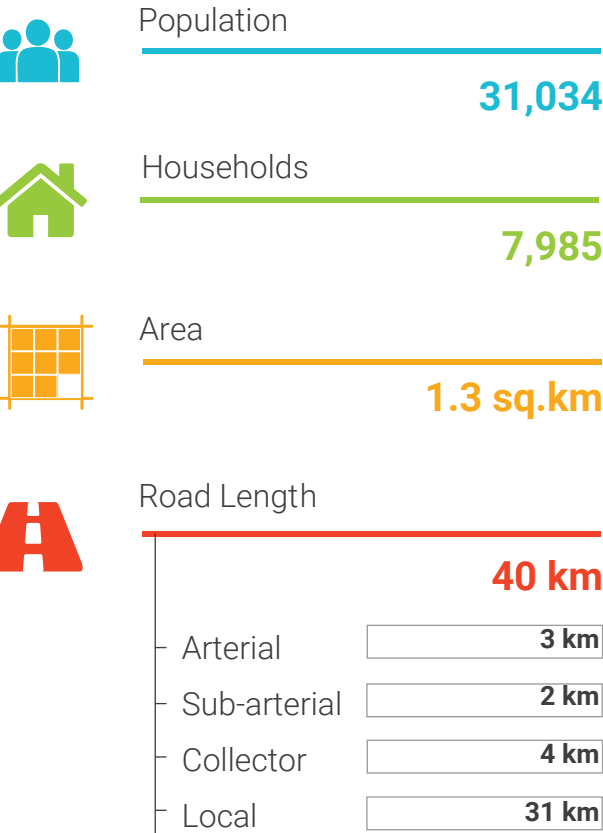 Population
31,034
Households
7,985
Area
1.3 sq.km
Road Length
40 km
Arterial 3 km
Sub-arterial 2 km
Collector 4 km
Local 31 km